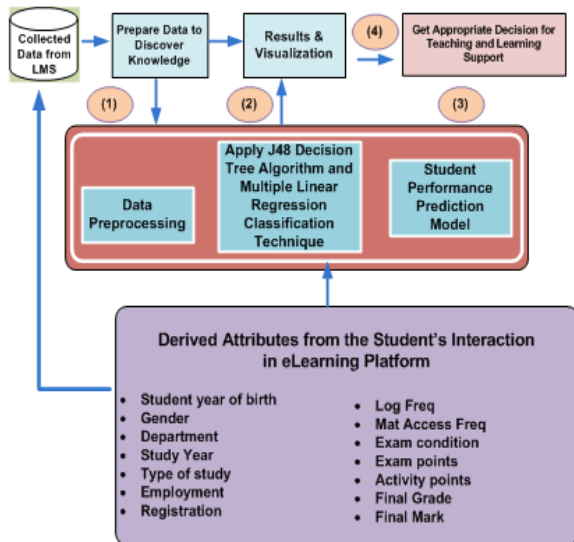 Collected
Data from
LMS
Prepare Data to
Discover
Knowledge
Results &
Visualization
(4)
Get Appropriate Decision for
Teaching and Learning
Support
(1)
(2)
(3)
Data
Preprocessing
Apply J48 Decision
Tree Algorithm and
Multiple Linear
Regression
Classification
Technique
Student
Performance
Prediction
Model
Derived Attributes from the Student's Interaction
in eLearning Platform
• Student year of birth
• Gender
• Department
• Study Year
• Type of study
• Employment
• Registration
• Log Freq
• Mat Access Freq
• Exam condition
• Exam points
• Activity points
• Final Grade
• Final Mark